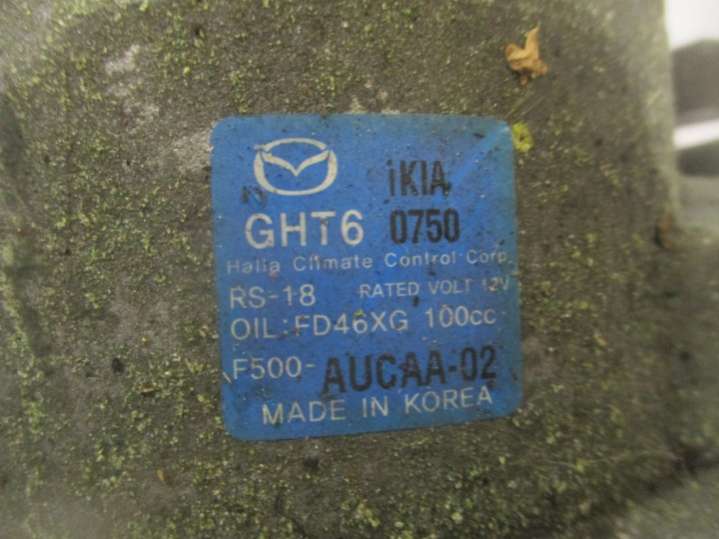 1KIA
GHT6 0750
Halla Climate Control Corp.
RS-18 RATED VOLT 12V
OIL:FD46XG 100cc
F500-AUCAA-02
MADE IN KOREA